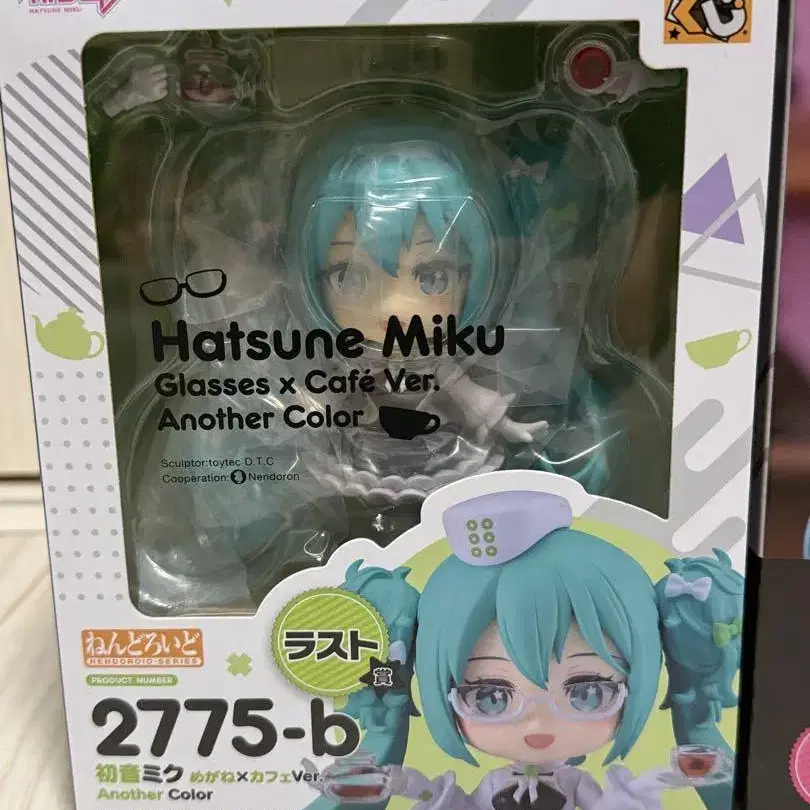 HATSUNE MIKU
Hatsune Miku
Glasses x Café Ver.
Another Color
Sculptor:toytec D.T.C
Cooperation: Nendoron
ラスト
賞
ねんどろいど
NENDOROID・SERIES
PRODUCT NUMBER
2775-b
初音ミク めがね×カフェVer.
Another Color